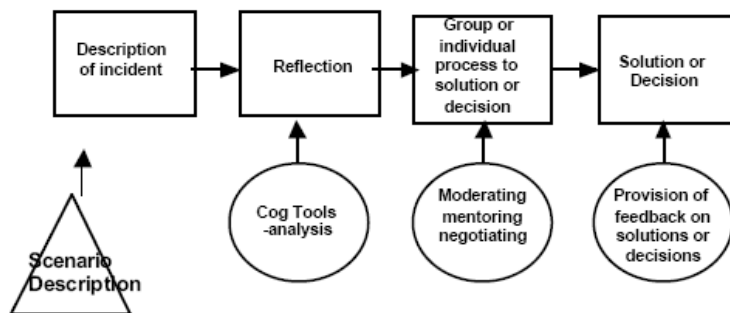 Description
of incident
Reflection
Group or
individual
process to
solution or
decision
Solution or
Decision
Scenario
Description
Cog Tools
-analysis
Moderating
mentoring
negotiating
Provision of
feedback on
solutions or
decisions